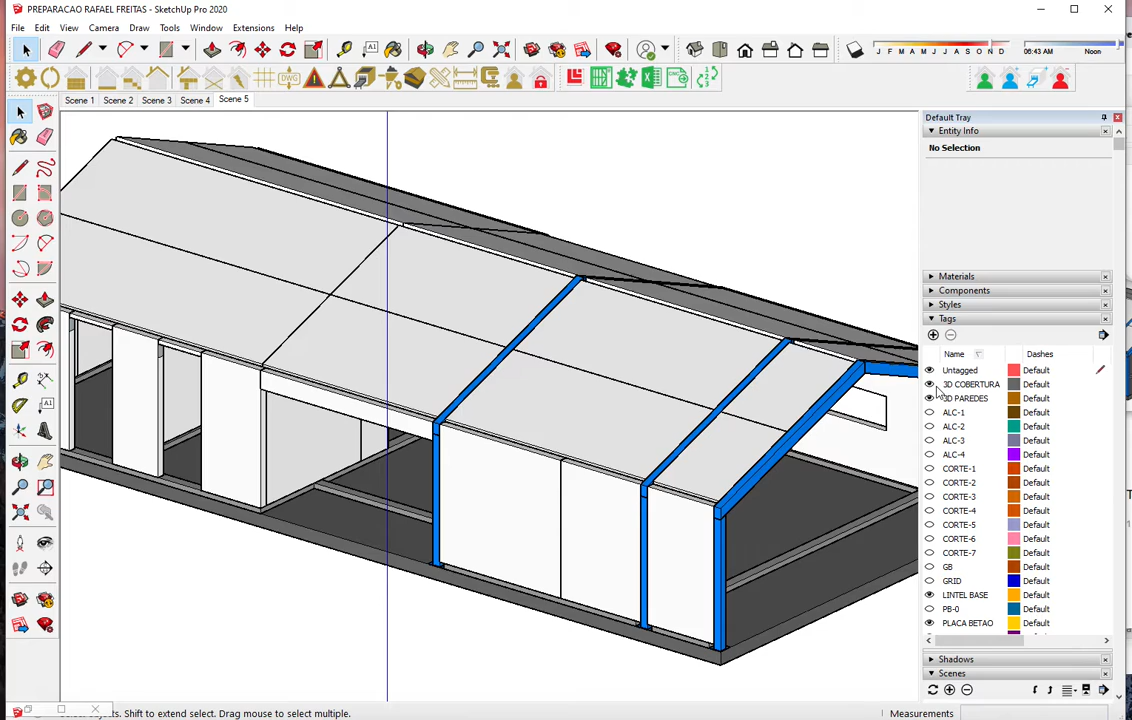 PREPARACAO RAFAEL FREITAS - SketchUp Pro 2020
File Edit View Camera Draw Tools Window Extensions Help
J F M A M J J A S O N D 06:43 AM Noon
DWG
Scene 1 Scene 2 Scene 3 Scene 4 Scene 5
Default Tray
Entity Info
No Selection
Materials
Components
Styles
Tags
Name Dashes
Untagged Default
3D COBERTURA Default
3D PAREDES Default
ALC-1 Default
ALC-2 Default
ALC-3 Default
ALC-4 Default
CORTE-1 Default
CORTE-2 Default
CORTE-3 Default
CORTE-4 Default
CORTE-5 Default
CORTE-6 Default
CORTE-7 Default
GB Default
GRID Default
LINTEL BASE Default
PB-0 Default
PLACA BETAO Default
Shadows
Scenes
objects. Shift to extend select. Drag mouse to select multiple.
Measurements